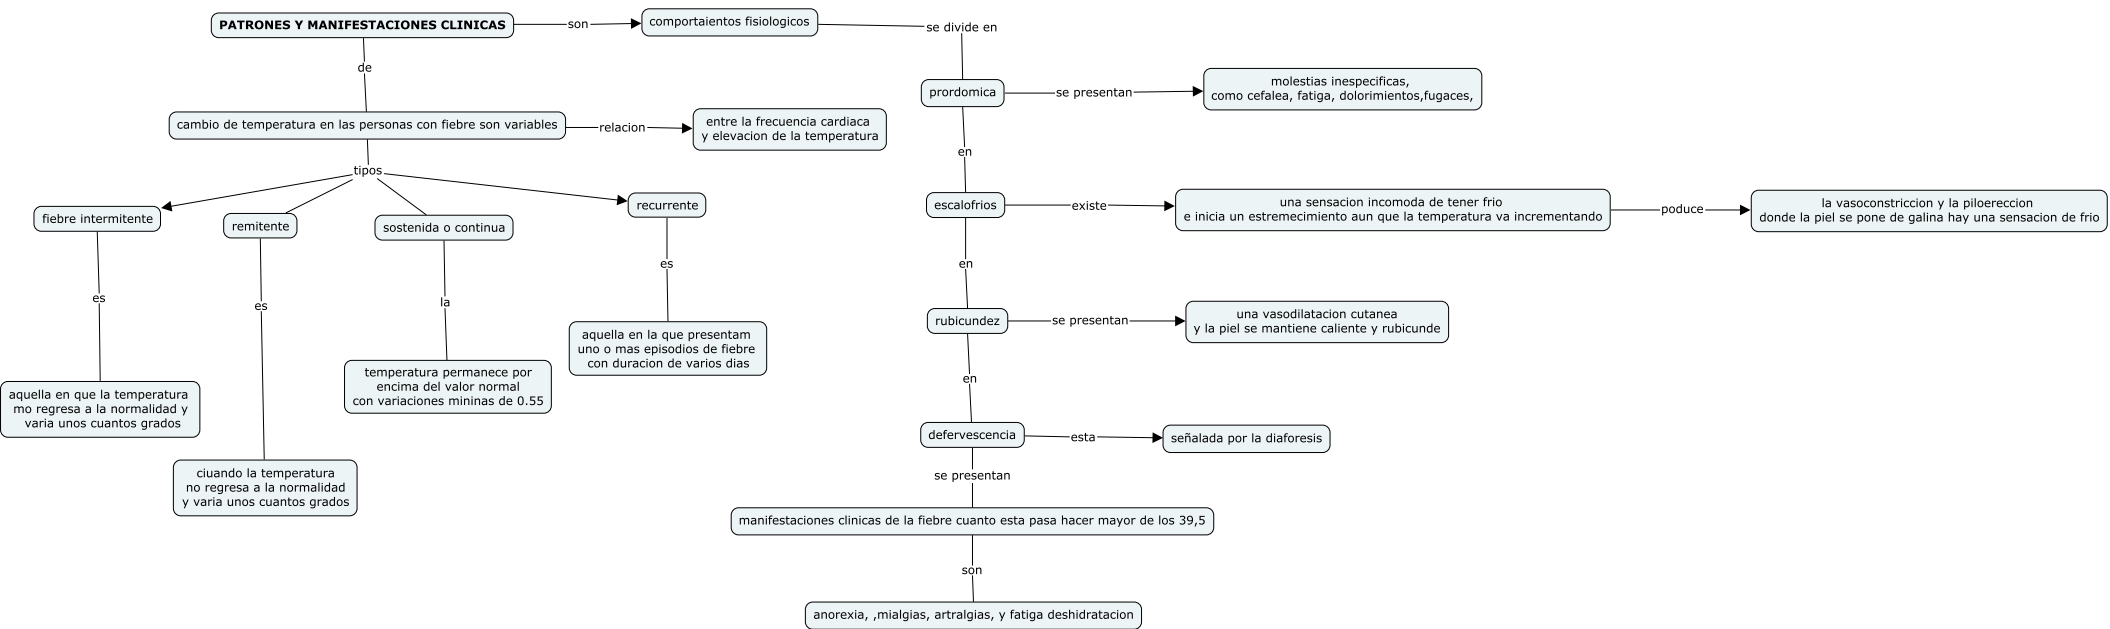 PATRONES Y MANIFESTACIONES CLINICAS
son
comportaientos fisiologicos
se divide en
de
prordomica
se presentan
molestias inespecificas,
como cefalea, fatiga, dolorimientos,fugaces,
cambio de temperatura en las personas con fiebre son variables
relacion
entre la frecuencia cardiaca
y elevacion de la temperatura
en
tipos
fiebre intermitente
remitente
sostenida o continua
recurrente
escalofrios
existe
una sensacion incomoda de tener frio
e inicia un estremecimiento aun que la temperatura va incrementando
poduce
la vasoconstriccion y la piloereccion
donde la piel se pone de galina hay una sensacion de frio
es
es
la
es
en
aquella en que la temperatura
mo regresa a la normalidad y
varia unos cuantos grados
ciuando la temperatura
no regresa a la normalidad
y varia unos cuantos grados
temperatura permanece por
encima del valor normal
con variaciones mininas de 0.55
aquella en la que presentam
uno o mas episodios de fiebre
con duracion de varios dias
rubicundez
se presentan
una vasodilatacion cutanea
y la piel se mantiene caliente y rubicunde
en
defervescencia
esta
señalada por la diaforesis
se presentan
manifestaciones clinicas de la fiebre cuanto esta pasa hacer mayor de los 39,5
son
anorexia, ,mialgias, artralgias, y fatiga deshidratacion